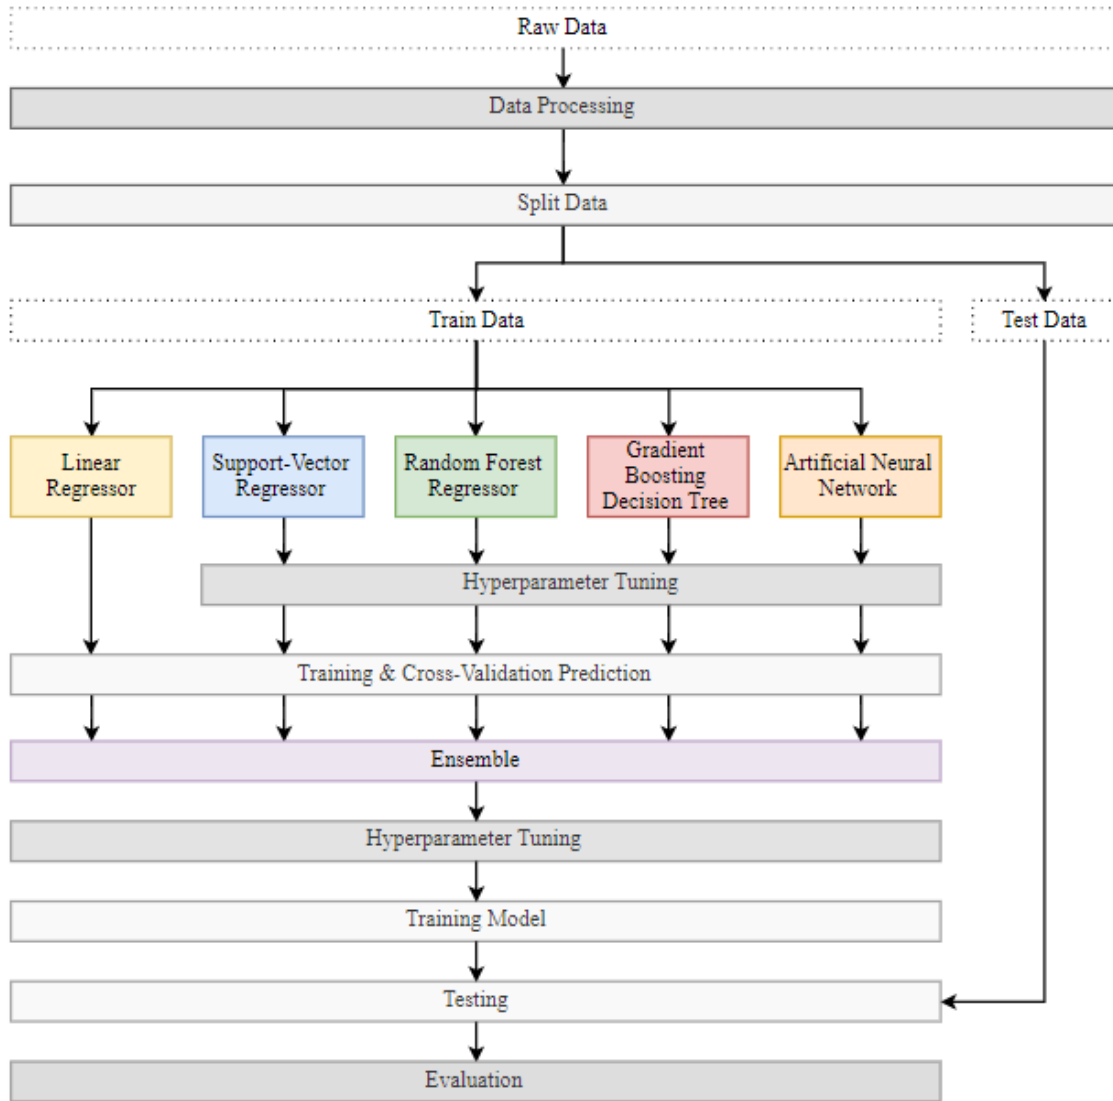 Raw Data
Data Processing
Split Data
Train Data
Test Data
Linear
Regressor
Support-Vector
Regressor
Random Forest
Regressor
Gradient
Boosting
Decision Tree
Artificial Neural
Network
Hyperparameter Tuning
Training & Cross-Validation Prediction
Ensemble
Hyperparameter Tuning
Training Model
Testing
Evaluation